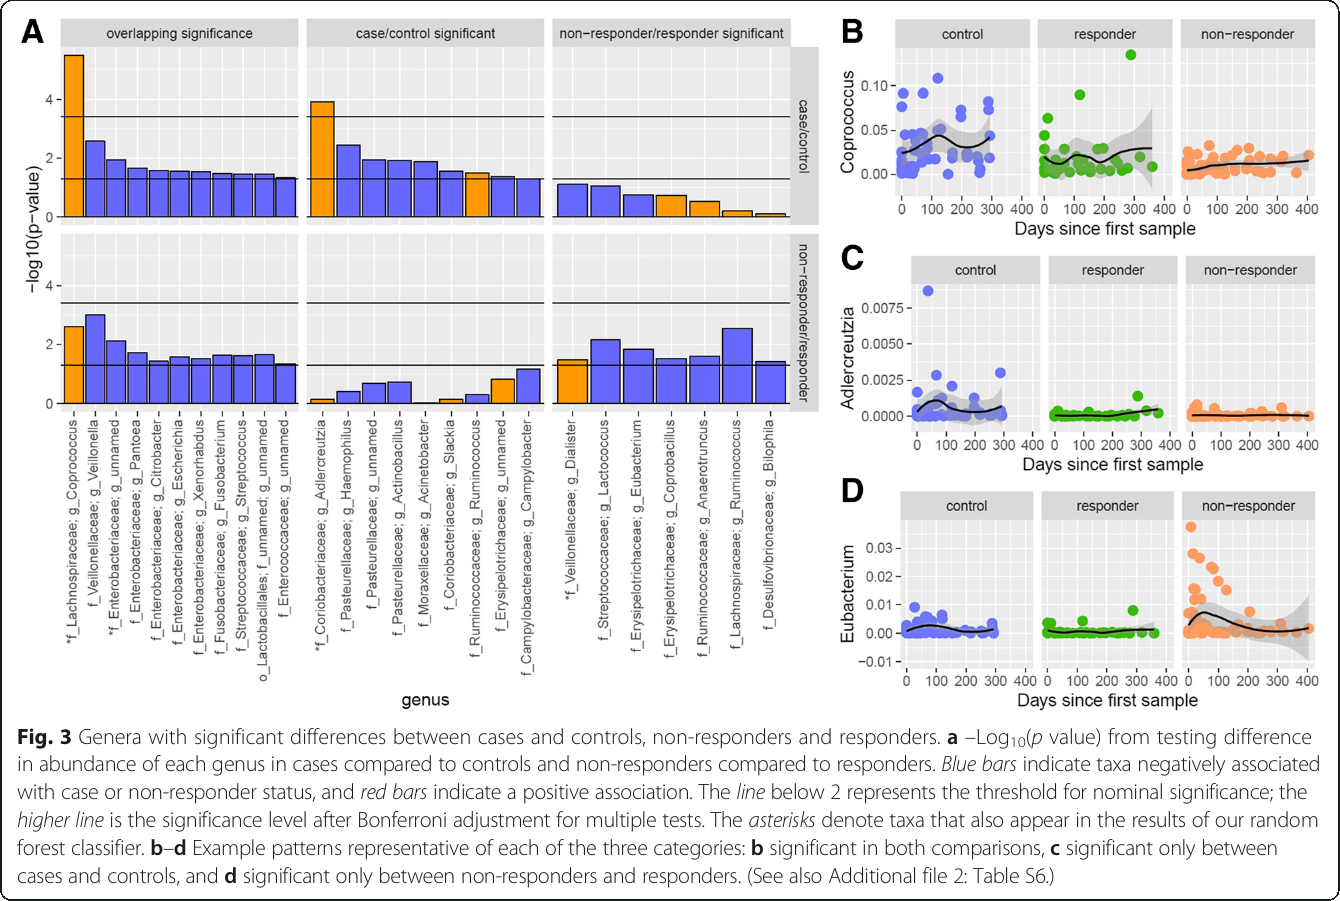 A
overlapping significance
case/control significant
non−responder/responder significant
4
2
0
case/control
4
2
0
non−responder/responder
−log10(p−value)
*f_Lachnospiraceae; g_Coprococcus
f_Veillonellaceae; g_Veillonella
*f_Enterobacteriaceae; g_unnamed
f_Enterobacteriaceae; g_Pantoea
f_Enterobacteriaceae; g_Citrobacter
f_Enterobacteriaceae; g_Escherichia
f_Enterobacteriaceae; g_Xenorhabdus
f_Fusobacteriaceae; g_Fusobacterium
f_Streptococcaceae; g_Streptococcus
o_Lactobacillales; f_unnamed; g_unnamed
f_Enterococcaceae; g_unnamed
*f_Coriobacteriaceae; g_Adlercreutzia
f_Pasteurellaceae; g_Haemophilus
f_Pasteurellaceae; g_unnamed
f_Pasteurellaceae; g_Actinobacillus
f_Moraxellaceae; g_Acinetobacter
f_Coriobacteriaceae; g_Slackia
f_Ruminococcaceae; g_Ruminococcus
f_Erysipelotrichaceae; g_unnamed
f_Campylobacteraceae; g_Campylobacter
*f_Veillonellaceae; g_Dialister
f_Streptococcaceae; g_Lactococcus
f_Erysipelotrichaceae; g_Eubacterium
f_Erysipelotrichaceae; g_Coprobacillus
f_Ruminococcaceae; g_Anaerotruncus
f_Lachnospiraceae; g_Ruminococcus
f_Desulfovibrionaceae; g_Bilophila
genus
B
control
responder
non−responder
Coprococcus
0.10
0.05
0.00
0 100 200 300 400 0 100 200 300 400 0 100 200 300 400
Days since first sample
C
control
responder
non−responder
Adlercreutzia
0.0075
0.0050
0.0025
0.0000
0 100 200 300 400 0 100 200 300 400 0 100 200 300 400
Days since first sample
D
control
responder
non−responder
Eubacterium
0.03
0.02
0.01
0.00
−0.01
0 100 200 300 400 0 100 200 300 400 0 100 200 300 400
Days since first sample
Fig. 3 Genera with significant differences between cases and controls, non-responders and responders. a –Log10(p value) from testing difference
in abundance of each genus in cases compared to controls and non-responders compared to responders. Blue bars indicate taxa negatively associated
with case or non-responder status, and red bars indicate a positive association. The line below 2 represents the threshold for nominal significance; the
higher line is the significance level after Bonferroni adjustment for multiple tests. The asterisks denote taxa that also appear in the results of our random
forest classifier. b–d Example patterns representative of each of the three categories: b significant in both comparisons, c significant only between
cases and controls, and d significant only between non-responders and responders. (See also Additional file 2: Table S6.)